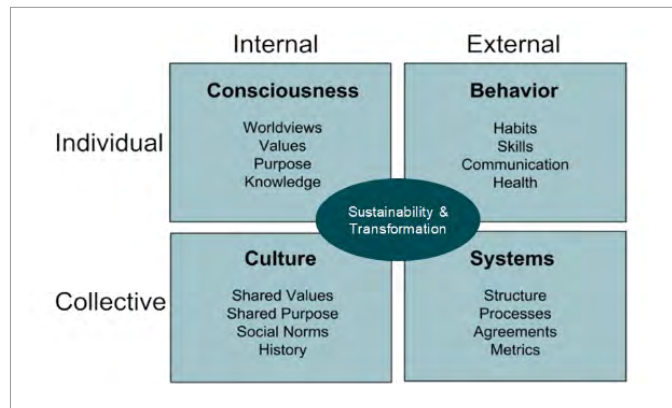 Internal
External
Individual
Consciousness
Worldviews
Values
Purpose
Knowledge
Behavior
Habits
Skills
Communication
Health
Sustainability &
Transformation
Collective
Culture
Shared Values
Shared Purpose
Social Norms
History
Systems
Structure
Processes
Agreements
Metrics